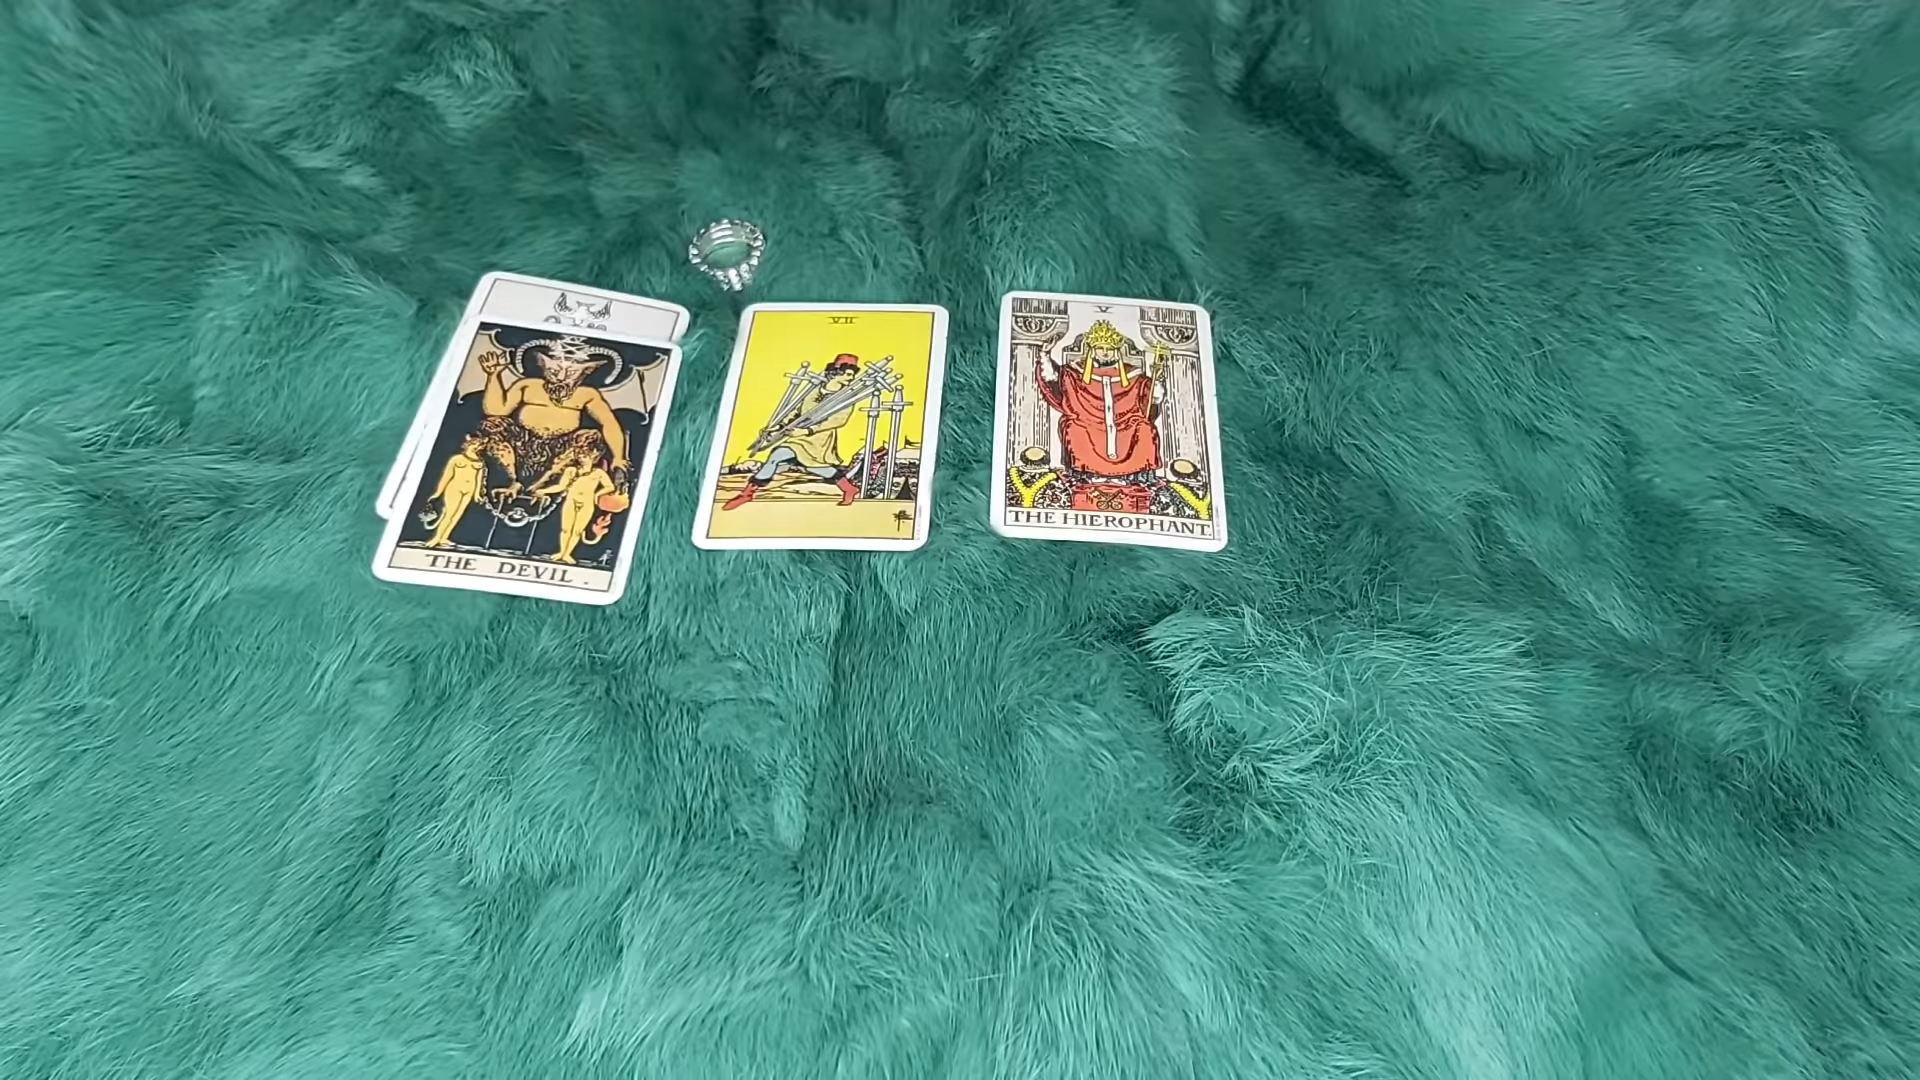 VII
V
THE HIEROPHANT.
THE DEVIL.